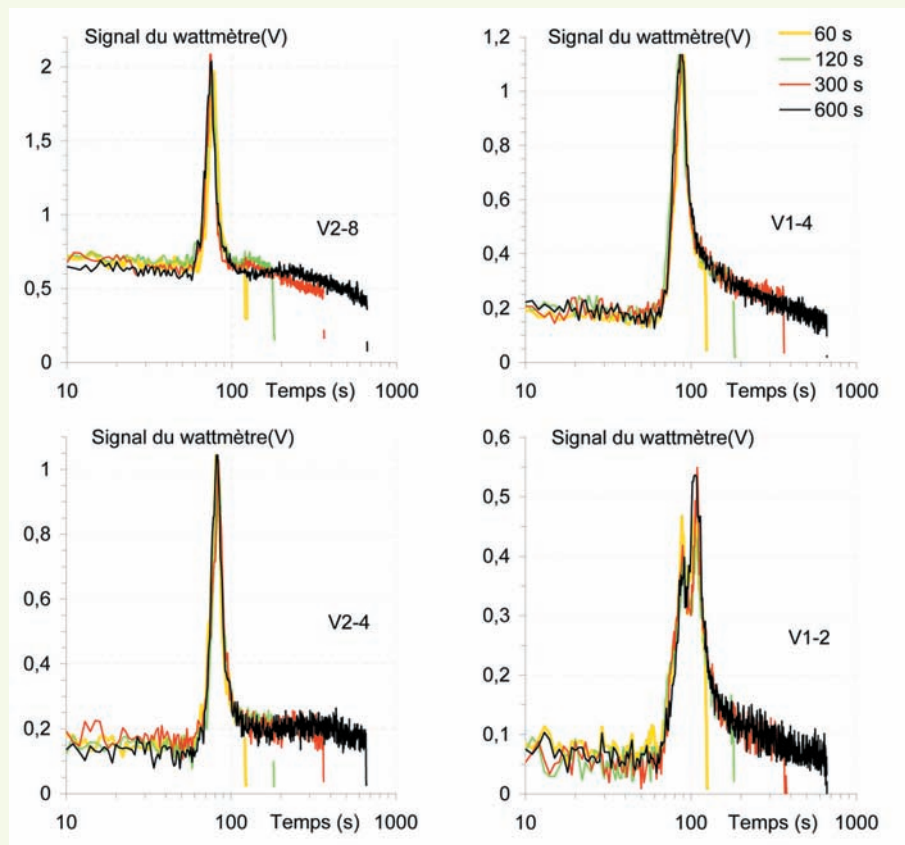 Signal du wattmètre(V)
2
1,5
1
0,5
0
V2-8
10 100 Temps (s) 1000
Signal du wattmètre(V)
1,2
1
0,8
0,6
0,4
0,2
0
60 s
120 s
300 s
600 s
V1-4
10 100 Temps (s) 1000
Signal du wattmètre(V)
1
0,8
0,6
0,4
0,2
0
V2-4
10 100 Temps (s) 1000
Signal du wattmètre(V)
0,6
0,5
0,4
0,3
0,2
0,1
0
V1-2
10 100 Temps (s) 1000